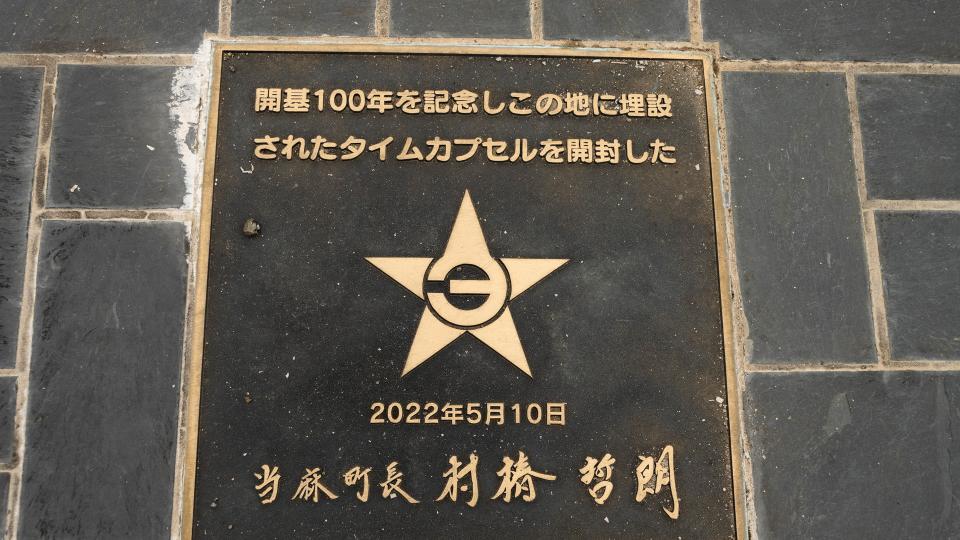 開基100年を記念しこの地に埋設
されたタイムカプセルを開封した
2022年5月10日
当麻町長 村椿 哲朗